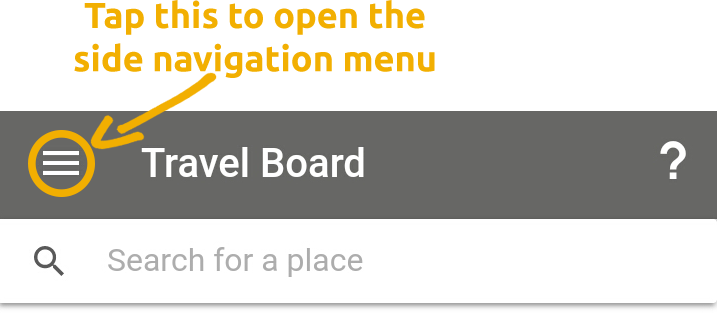 Tap this to open the
side navigation menu
Travel Board ?
Search for a place